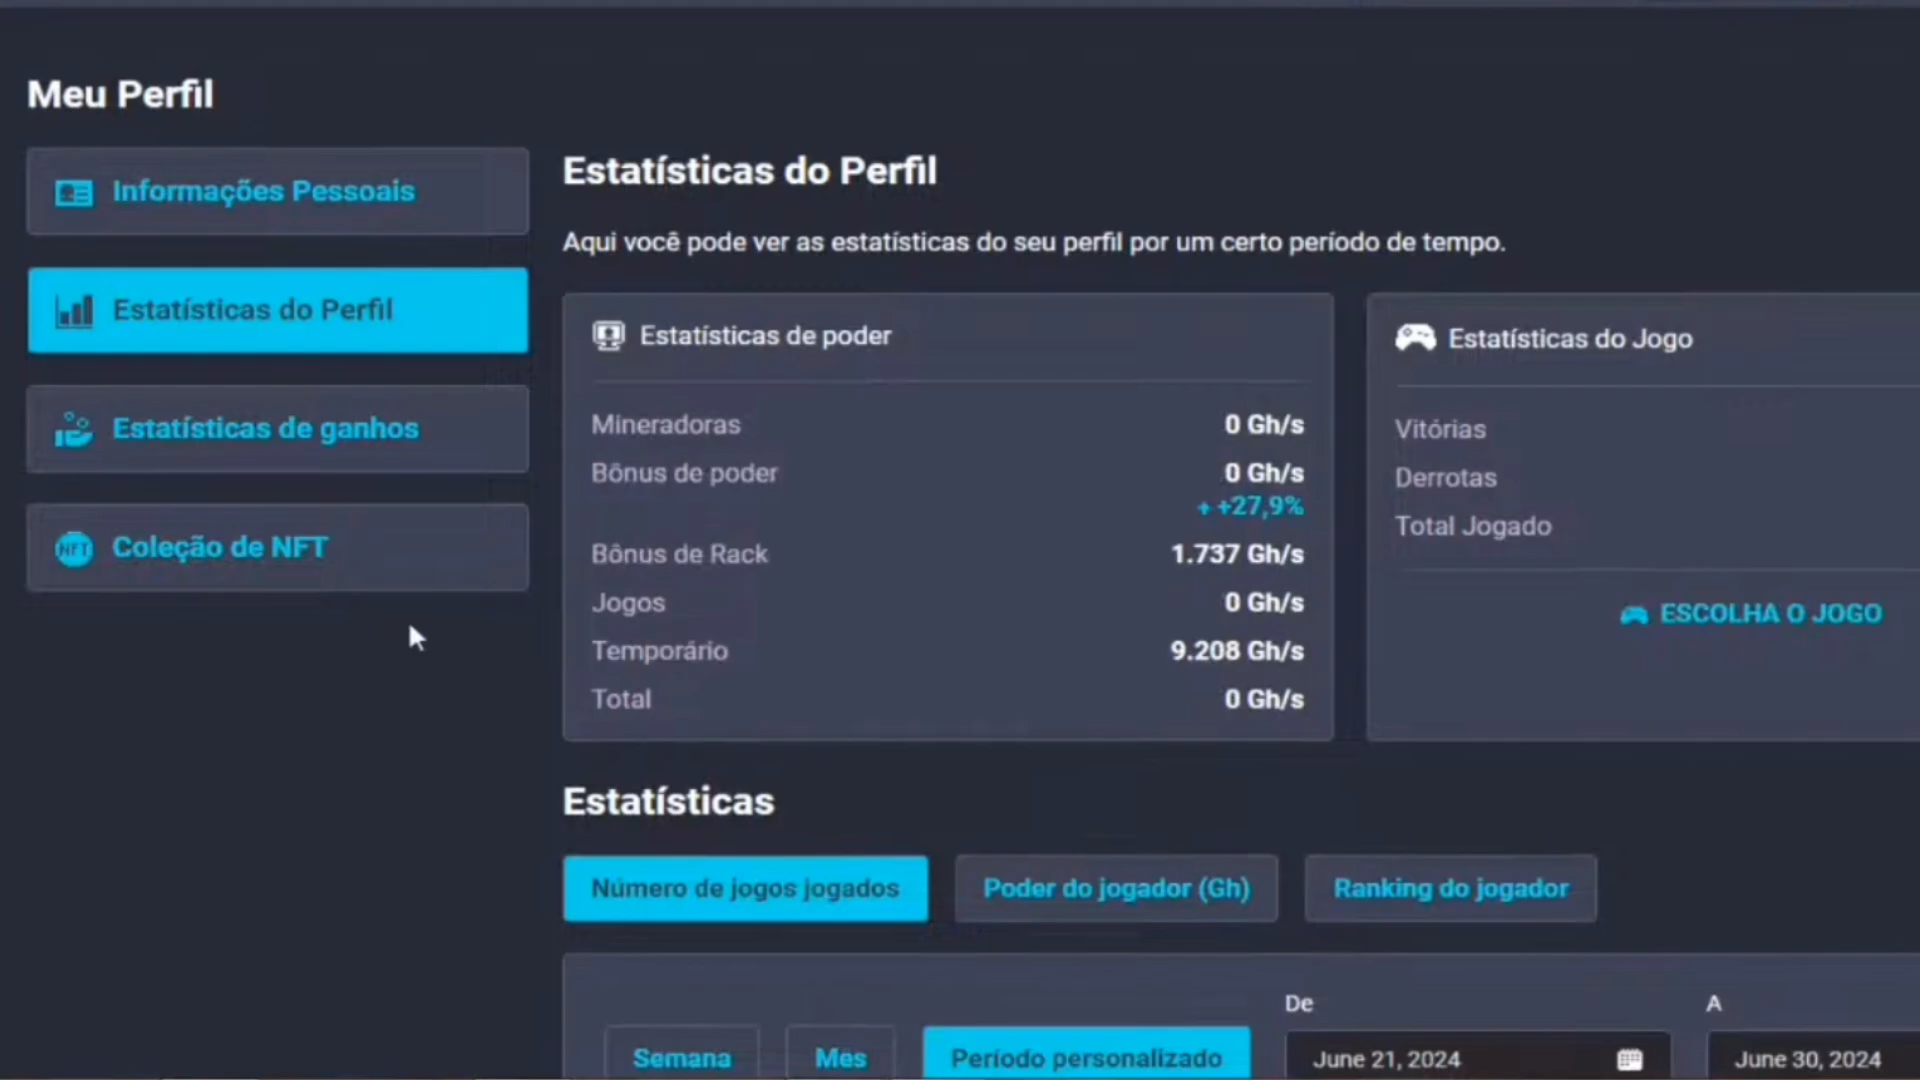 Meu Perfil
Informações Pessoais
Estatísticas do Perfil
Estatísticas de ganhos
NFT Coleção de NFT
Estatísticas do Perfil
Aqui você pode ver as estatísticas do seu perfil por um certo período de tempo.
Estatísticas de poder
Mineradoras 0 Gh/s
Bônus de poder 0 Gh/s
+ +27,9%
Bônus de Rack 1.737 Gh/s
Jogos 0 Gh/s
Temporário 9.208 Gh/s
Total 0 Gh/s
Estatísticas do Jogo
Vitórias
Derrotas
Total Jogado
ESCOLHA O JOGO
Estatísticas
Número de jogos jogados Poder do jogador (Gh) Ranking do jogador
De A
Semana Mês Período personalizado June 21, 2024 June 30, 2024